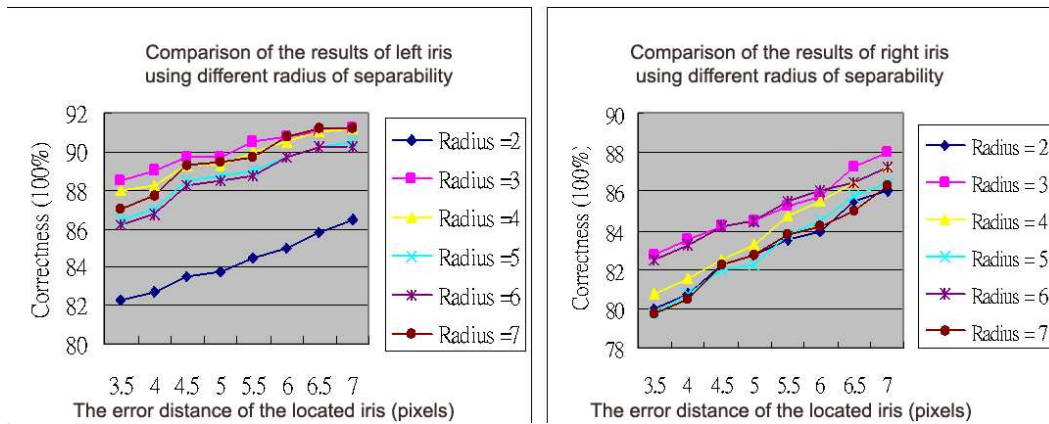 Comparison of the results of left iris
using different radius of separability
Correctness (100%)
92
90
88
86
84
82
80
3.5 4 4.5 5 5.5 6 6.5 7
The error distance of the located iris (pixels)
Radius =2
Radius =3
Radius =4
Radius =5
Radius =6
Radius =7
Comparison of the results of right iris
using different radius of separability
Correctness (100%)
90
88
86
84
82
80
78
3.5 4 4.5 5 5.5 6 6.5 7
The error distance of the located iris (pixels)
Radius = 2
Radius = 3
Radius = 4
Radius = 5
Radius = 6
Radius = 7